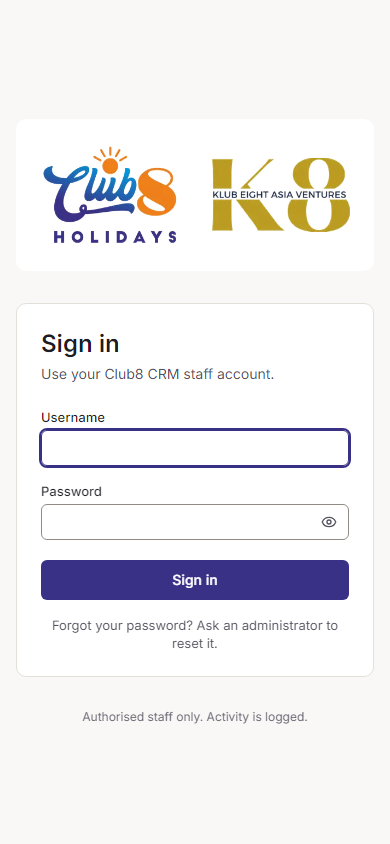 Club8
HOLIDAYS
K8
KLUB EIGHT ASIA VENTURES
Sign in
Use your Club8 CRM staff account.
Username
Password
Sign in
Forgot your password? Ask an administrator to
reset it.
Authorised staff only. Activity is logged.